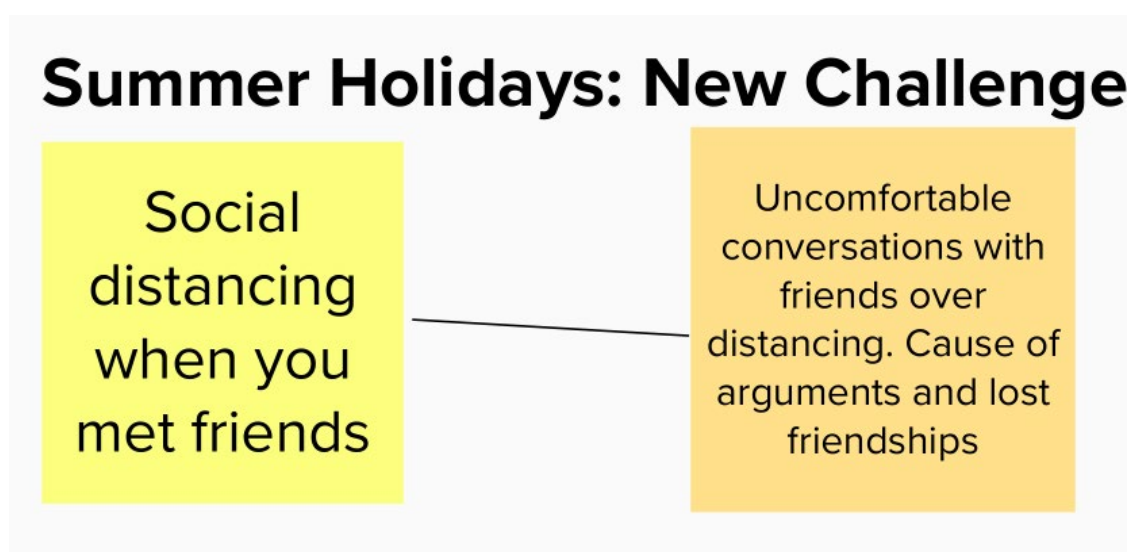 Summer Holidays: New Challenge
Social
distancing
when you
met friends
Uncomfortable
conversations with
friends over
distancing. Cause of
arguments and lost
friendships